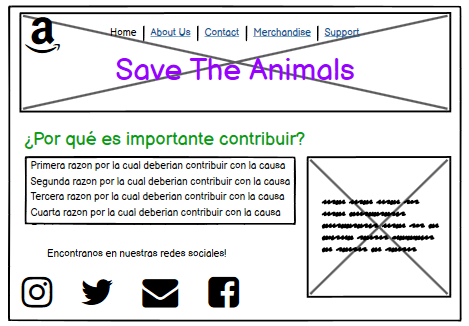 Home | About Us | Contact | Merchandise | Support
Save The Animals
¿Por qué es importante contribuir?
Primera razon por la cual deberian contribuir con la causa
Segunda razon por la cual deberian contribuir con la causa
Tercera razon por la cual deberian contribuir con la causa
Cuarta razon por la cual deberian contribuir con la causa
Encontranos en nuestras redes sociales!